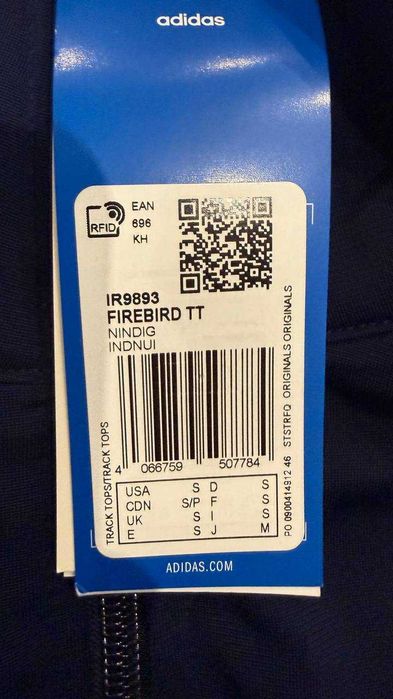 adidas
RFID
EAN
696
KH
IR9893
FIREBIRD TT
NINDIG
INDNUI
4 066759 507784
USA S D S
CDN S/P F S
UK S I S
E S J M
TRACK TOPS/TRACK TOPS
PO 0900414912 46 STSTRFQ ORIGINALS ORIGINALS
ADIDAS.COM